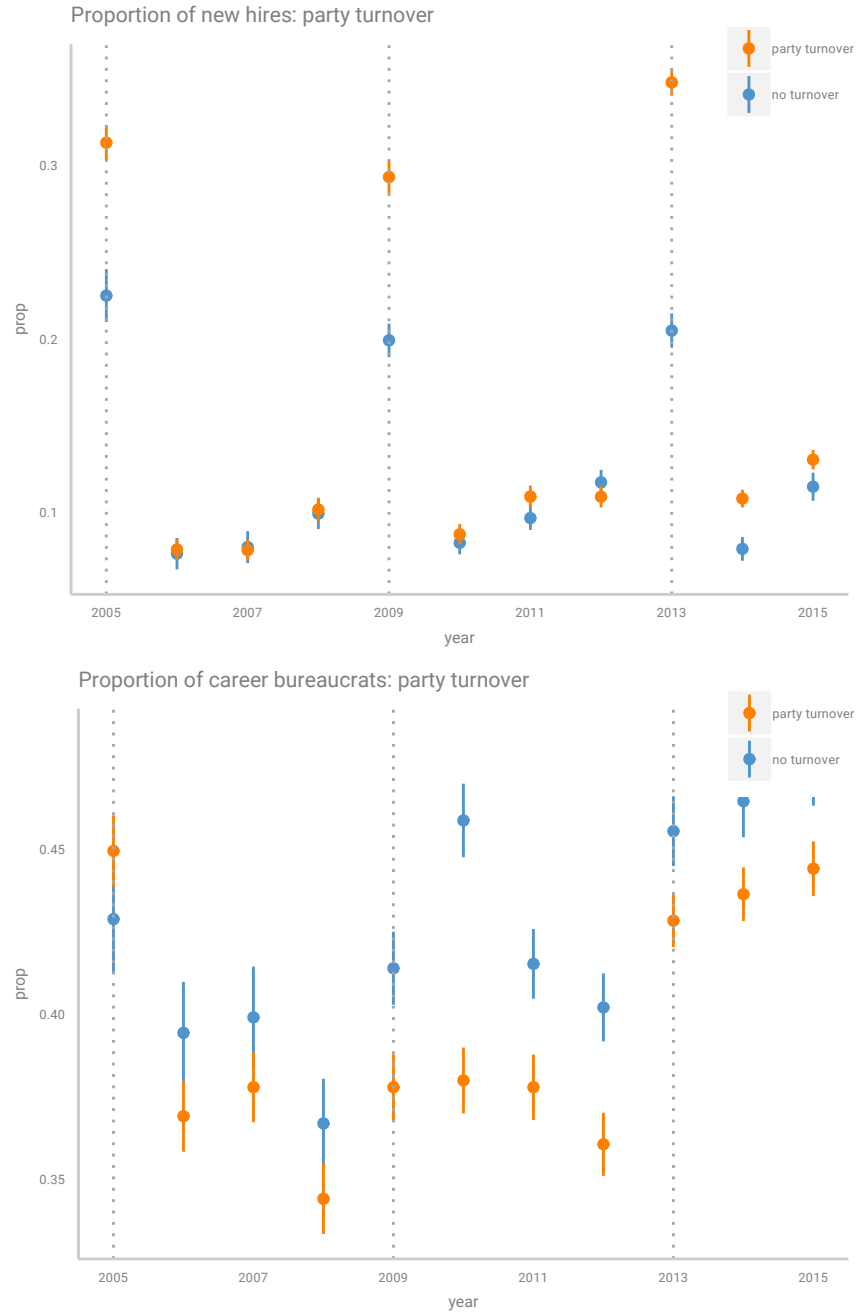 Proportion of new hires: party turnover
party turnover
no turnover
prop
0.3
0.2
0.1
2005 2007 2009 2011 2013 2015
year
Proportion of career bureaucrats: party turnover
party turnover
no turnover
prop
0.45
0.40
0.35
2005 2007 2009 2011 2013 2015
year